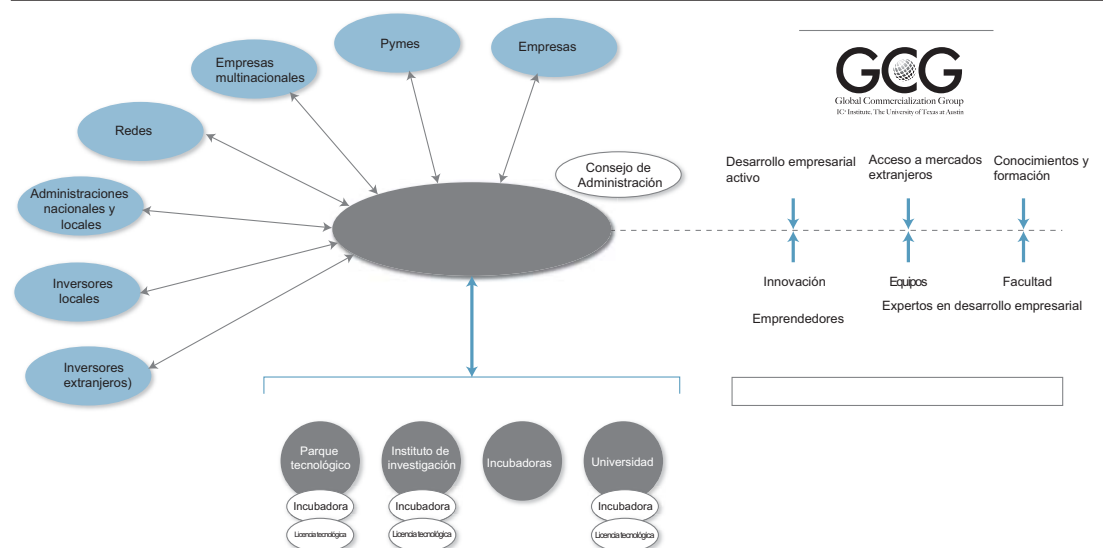 Pymes
Empresas
Empresas
multinacionales
Redes
Administraciones
nacionales y
locales
Inversores
locales
Inversores
extranjeros)
Consejo de
Administración
GCG
Global Commercialization Group
IC² Institute, The University of Texas at Austin
Desarrollo empresarial
activo
Acceso a mercados
extranjeros
Conocimientos y
formación
Innovación
Equipos
Facultad
Emprendedores
Expertos en desarrollo empresarial
Parque
tecnológico
Instituto de
investigación
Incubadoras
Universidad
Incubadora
Incubadora
Incubadora
Licencia tecnológica
Licencia tecnológica
Licencia tecnológica